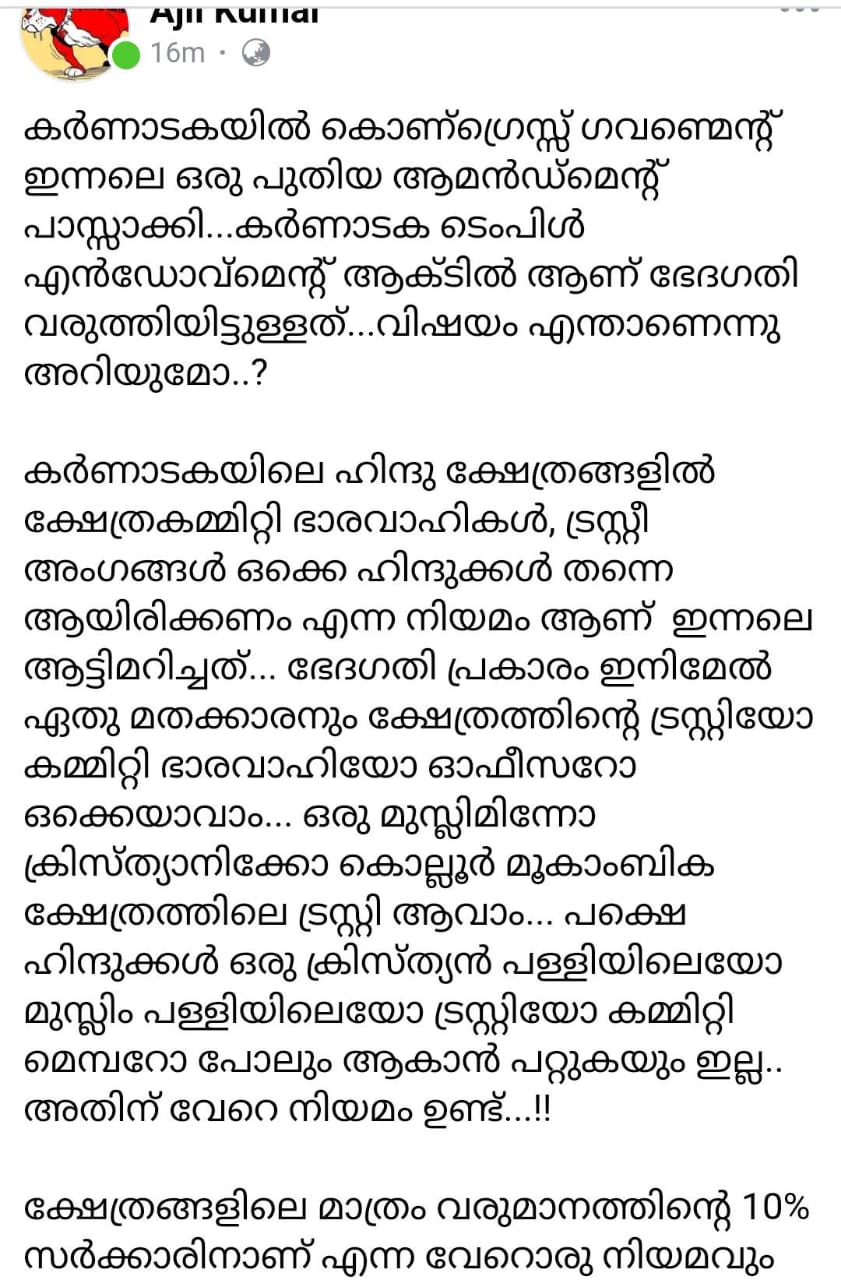 Ajil Kumar
16m ·
കർണാടകയിൽ കൊണ്ഗ്രെസ്സ് ഗവണ്മെന്റ്
ഇന്നലെ ഒരു പുതിയ ആമൻഡ്മെന്റ്
പാസ്സാക്കി...കർണാടക ടെംപിൾ
എൻഡോവ്മെന്റ് ആക്ടിൽ ആണ് ഭേദഗതി
വരുത്തിയിട്ടുള്ളത്...വിഷയം എന്താണെന്നു
അറിയുമോ..?
കർണാടകയിലെ ഹിന്ദു ക്ഷേത്രങ്ങളിൽ
ക്ഷേത്രകമ്മിറ്റി ഭാരവാഹികൾ, ട്രസ്റ്റീ
അംഗങ്ങൾ ഒക്കെ ഹിന്ദുക്കൾ തന്നെ
ആയിരിക്കണം എന്ന നിയമം ആണ് ഇന്നലെ
ആട്ടിമറിച്ചത്... ഭേദഗതി പ്രകാരം ഇനിമേൽ
ഏതു മതക്കാരനും ക്ഷേത്രത്തിന്റെ ട്രസ്റ്റിയോ
കമ്മിറ്റി ഭാരവാഹിയോ ഓഫീസറോ
ഒക്കെയാവാം... ഒരു മുസ്ലിമിന്നോ
ക്രിസ്ത്യാനിക്കോ കൊല്ലൂർ മൂകാംബിക
ക്ഷേത്രത്തിലെ ട്രസ്റ്റി ആവാം... പക്ഷെ
ഹിന്ദുക്കൾ ഒരു ക്രിസ്ത്യൻ പള്ളിയിലെയോ
മുസ്ലിം പള്ളിയിലെയോ ട്രസ്റ്റിയോ കമ്മിറ്റി
മെമ്പറോ പോലും ആകാൻ പറ്റുകയും ഇല്ല..
അതിന് വേറെ നിയമം ഉണ്ട്...!!
ക്ഷേത്രങ്ങളിലെ മാത്രം വരുമാനത്തിന്റെ 10%
സർക്കാരിനാണ് എന്ന വേറൊരു നിയമവും